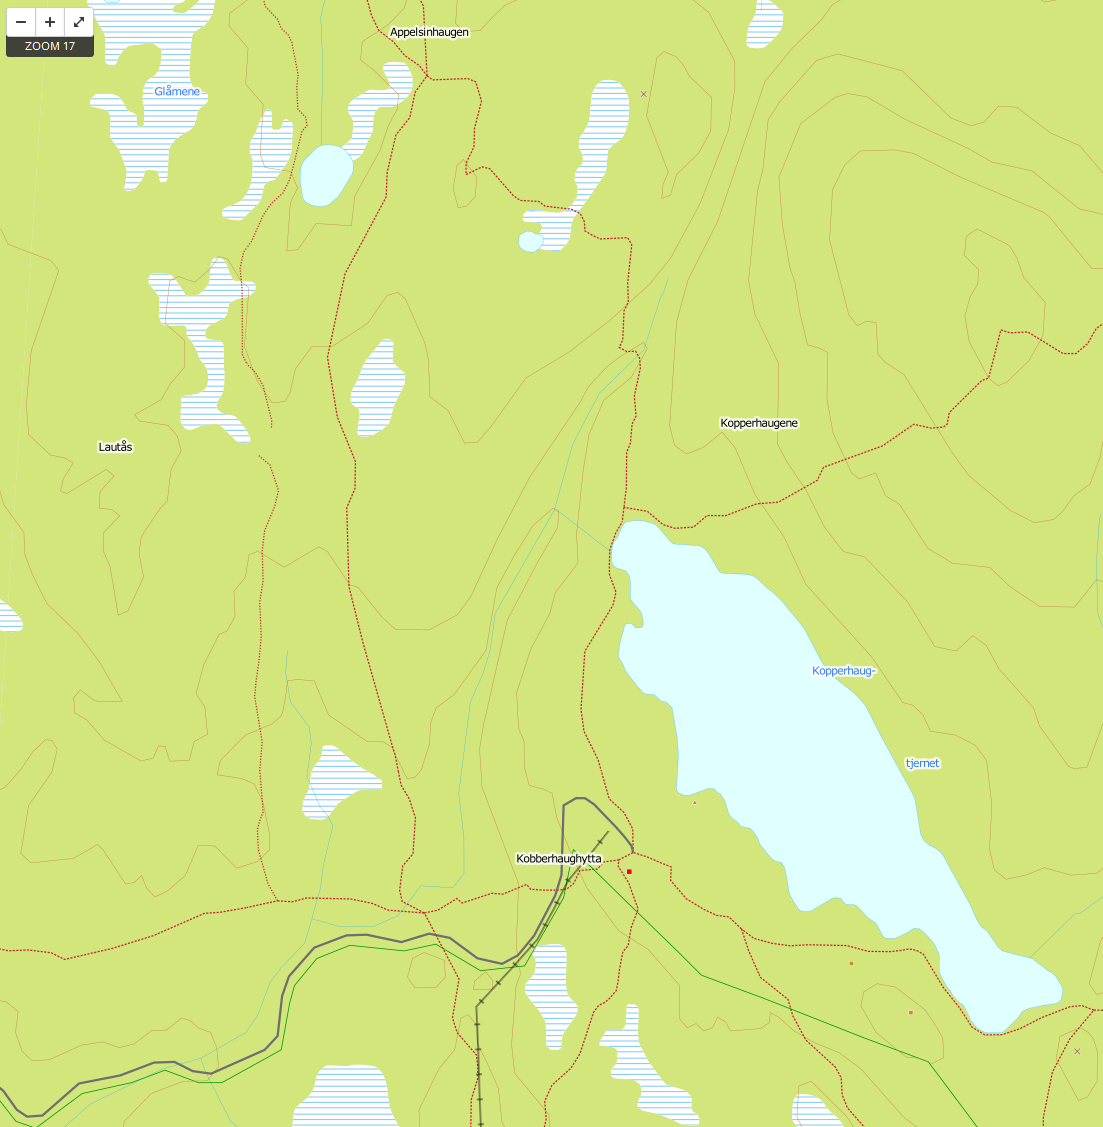 ZOOM 17
Appelsinhaugen
Glåmene
Kopperhaugene
Lautås
Kopperhaug-
tjernet
Kobberhaughytta